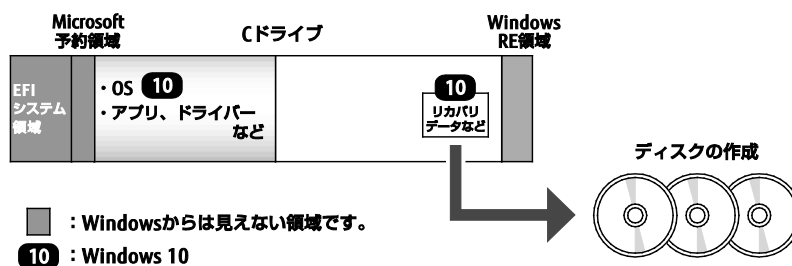 Microsoft
予約領域
Cドライブ
Windows
RE領域
EFI
システム
領域
・OS 10
・アプリ、ドライバー
など
10
リカバリ
データなど
ディスクの作成
：Windowsからは見えない領域です。
10 ：Windows 10